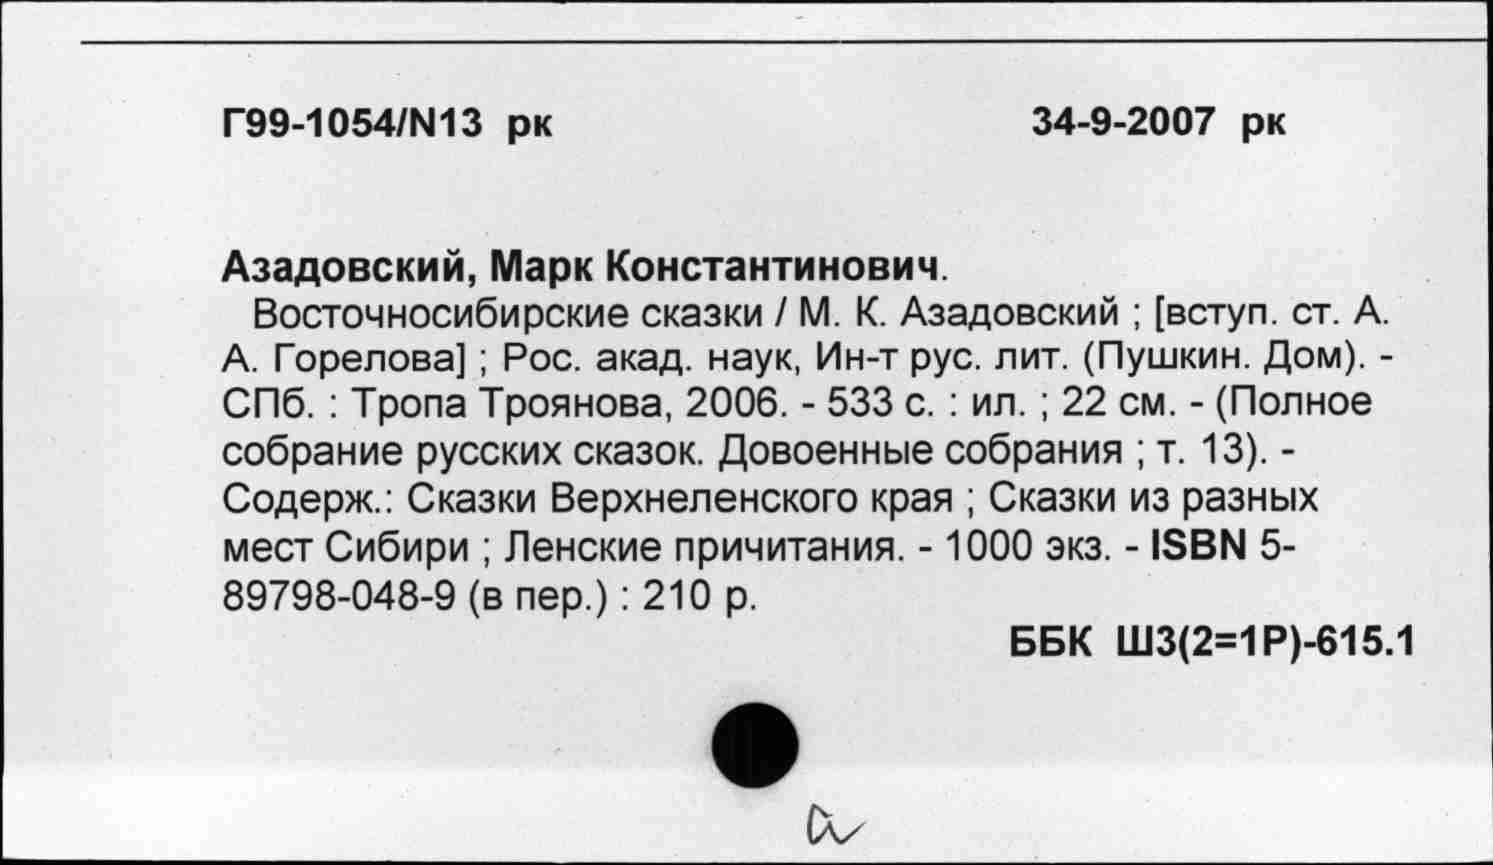 Г99-1054/N13 рк 34-9-2007 рк
Азадовский, Марк Константинович.
Восточносибирские сказки / М. К. Азадовский ; [вступ. ст. А.
А. Горелова] ; Рос. акад. наук, Ин-т рус. лит. (Пушкин. Дом). -
СПб. : Тропа Троянова, 2006. - 533 с. : ил. ; 22 см. - (Полное
собрание русских сказок. Довоенные собрания ; т. 13). -
Содерж.: Сказки Верхнеленского края ; Сказки из разных
мест Сибири ; Ленские причитания. - 1000 экз. - ISBN 5-
89798-048-9 (в пер.) : 210 р.
ББК Ш3(2=1Р)-615.1